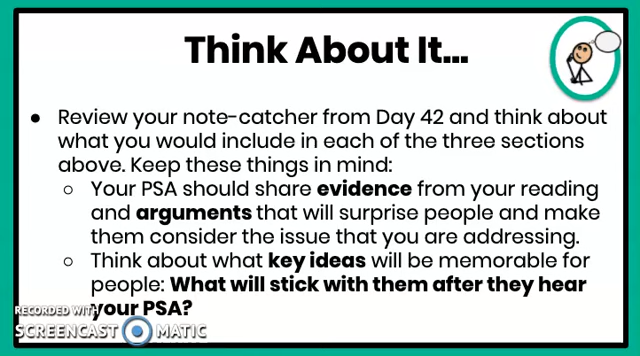 Think About It...
● Review your note-catcher from Day 42 and think about
what you would include in each of the three sections
above. Keep these things in mind:
○ Your PSA should share evidence from your reading
and arguments that will surprise people and make
them consider the issue that you are addressing.
○ Think about what key ideas will be memorable for
people: What will stick with them after they hear
your PSA?
RECORDED WITH
SCREENCAST MATIC